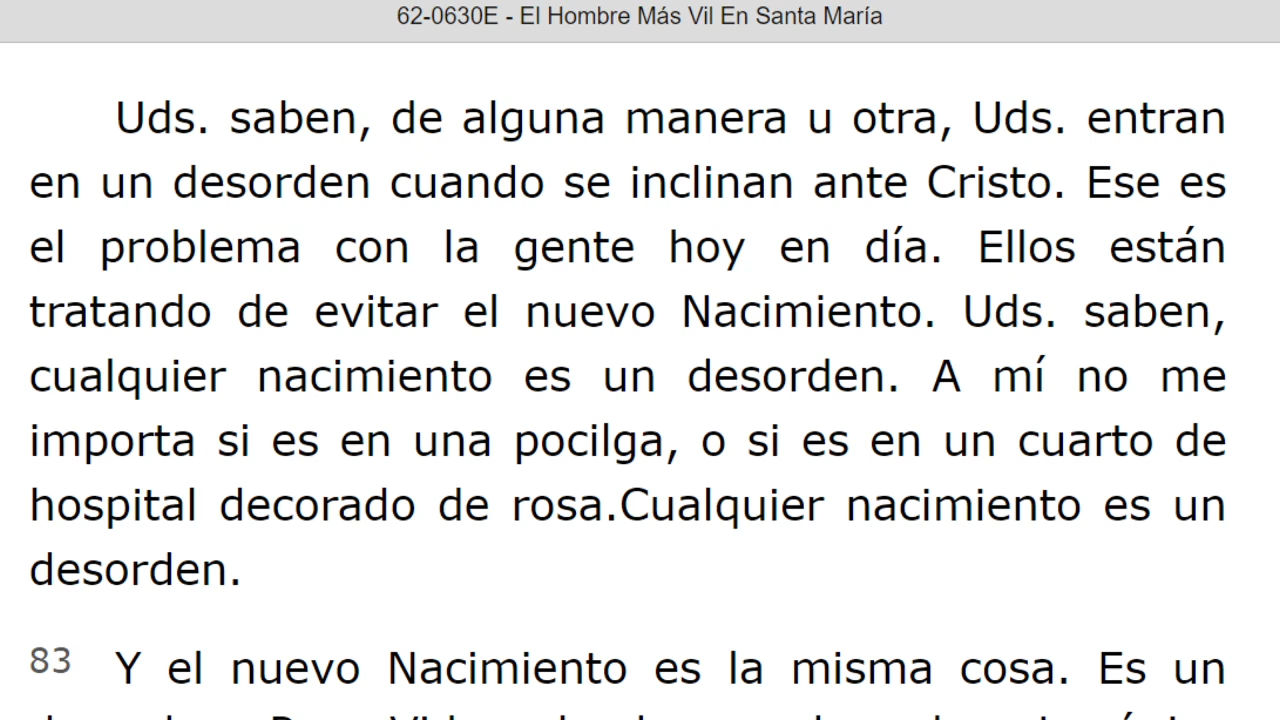 62-0630E - El Hombre Más Vil En Santa María
Uds. saben, de alguna manera u otra, Uds. entran
en un desorden cuando se inclinan ante Cristo. Ese es
el problema con la gente hoy en día. Ellos están
tratando de evitar el nuevo Nacimiento. Uds. saben,
cualquier nacimiento es un desorden. A mí no me
importa si es en una pocilga, o si es en un cuarto de
hospital decorado de rosa.Cualquier nacimiento es un
desorden.
83 Y el nuevo Nacimiento es la misma cosa. Es un